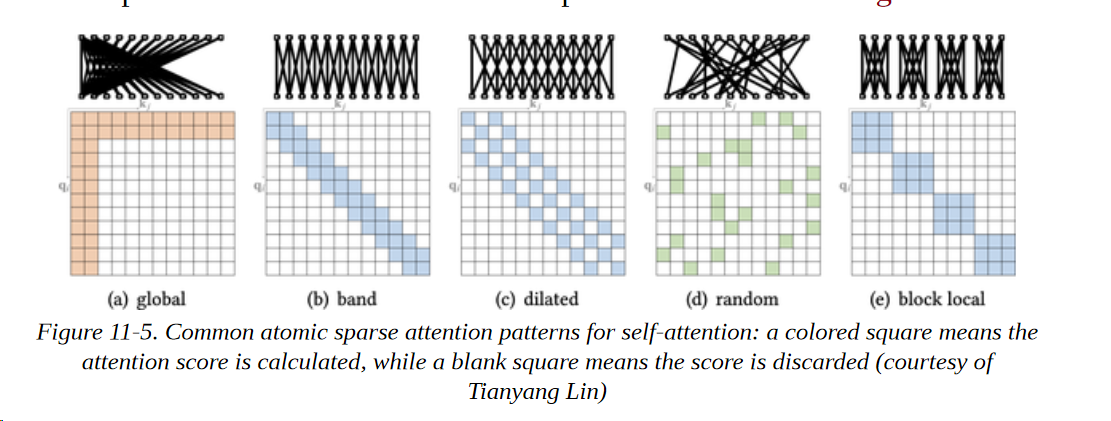 k_j k_j k_j k_j k_j
q_i q_i q_i q_i q_i
(a) global (b) band (c) dilated (d) random (e) block local
Figure 11-5. Common atomic sparse attention patterns for self-attention: a colored square means the
attention score is calculated, while a blank square means the score is discarded (courtesy of
Tianyang Lin)